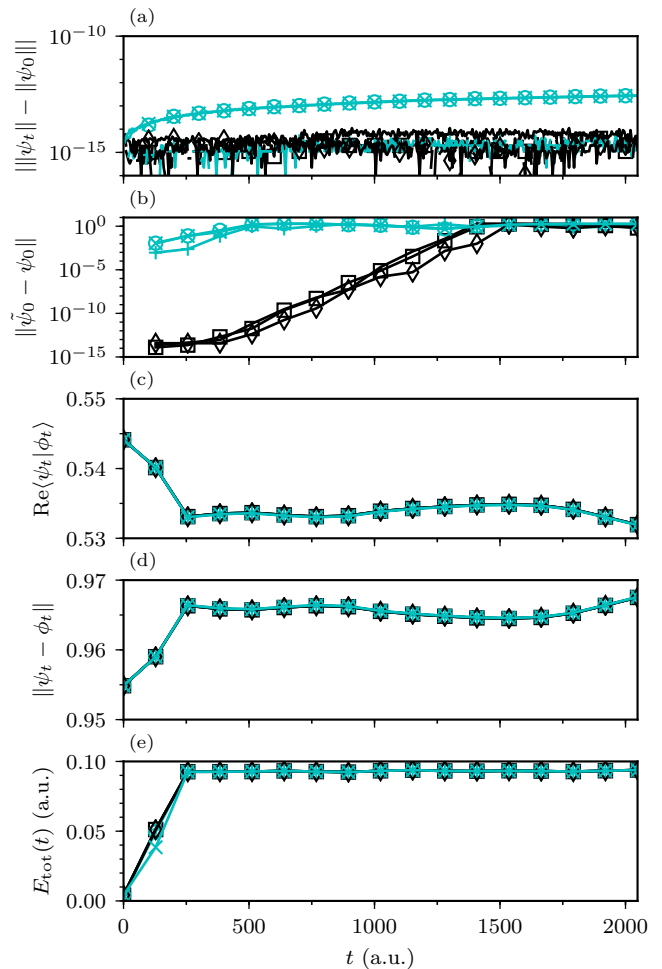 (a)
10^{-10}
10^{-15}
|||ψ_t|| − ||ψ_0|||
(b)
10^0
10^{-5}
10^{-10}
10^{-15}
||ψ̃_0 − ψ_0||
(c)
0.55
0.54
0.53
Re⟨ψ_t|ϕ_t⟩
(d)
0.97
0.96
0.95
||ψ_t − ϕ_t||
(e)
0.10
0.05
0.00
E_tot(t) (a.u.)
0 500 1000 1500 2000
t (a.u.)